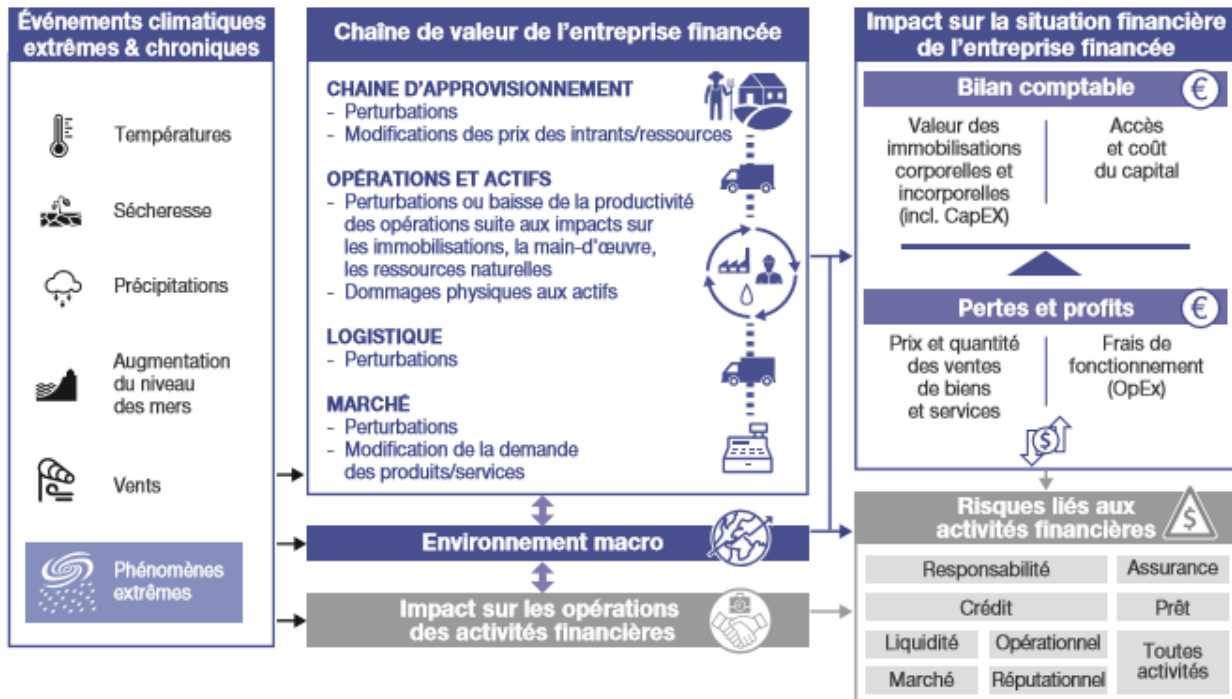 Événements climatiques
extrêmes & chroniques
Températures
Sécheresse
Précipitations
Augmentation
du niveau
des mers
Vents
Phénomènes
extrêmes
Chaîne de valeur de l'entreprise financée
CHAINE D'APPROVISIONNEMENT
- Perturbations
- Modifications des prix des intrants/ressources
OPÉRATIONS ET ACTIFS
- Perturbations ou baisse de la productivité
des opérations suite aux impacts sur
les immobilisations, la main-d'œuvre,
les ressources naturelles
- Dommages physiques aux actifs
LOGISTIQUE
- Perturbations
MARCHÉ
- Perturbations
- Modification de la demande
des produits/services
Environnement macro
Impact sur les opérations
des activités financières
Impact sur la situation financière
de l'entreprise financée
Bilan comptable
€
Valeur des
immobilisations
corporelles et
incorporelles
(incl. CapEX)
Accès
et coût
du capital
Pertes et profits
€
Prix et quantité
des ventes
de biens
et services
Frais de
fonctionnement
(OpEx)
$
Risques liés aux
activités financières
$
Responsabilité
Assurance
Crédit
Prêt
Liquidité
Opérationnel
Toutes
activités
Marché
Réputationnel